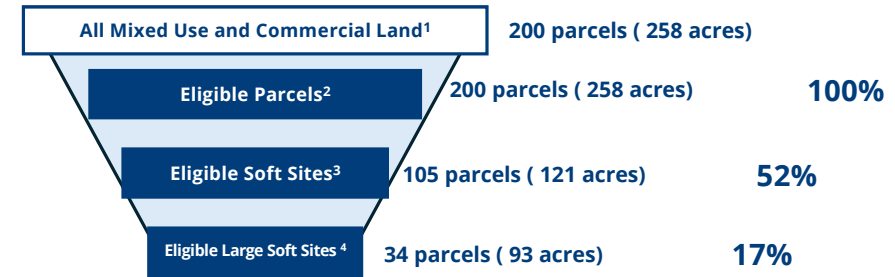 All Mixed Use and Commercial Land¹ 200 parcels ( 258 acres)
Eligible Parcels² 200 parcels ( 258 acres) 100%
Eligible Soft Sites³ 105 parcels ( 121 acres) 52%
Eligible Large Soft Sites ⁴ 34 parcels ( 93 acres) 17%